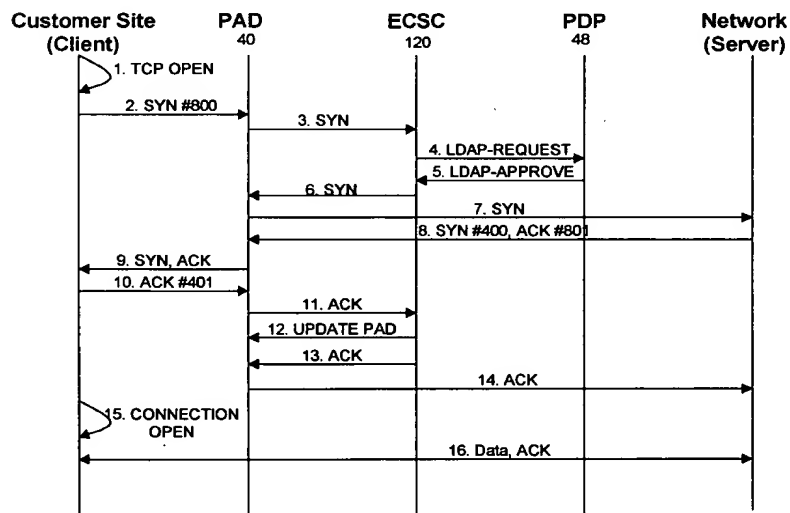 Customer Site PAD ECSC PDP Network
(Client) 40 120 48 (Server)
1. TCP OPEN
2. SYN #800
3. SYN
4. LDAP-REQUEST
5. LDAP-APPROVE
6. SYN
7. SYN
8. SYN #400, ACK #801
9. SYN, ACK
10. ACK #401
11. ACK
12. UPDATE PAD
13. ACK
14. ACK
15. CONNECTION
OPEN
16. Data, ACK